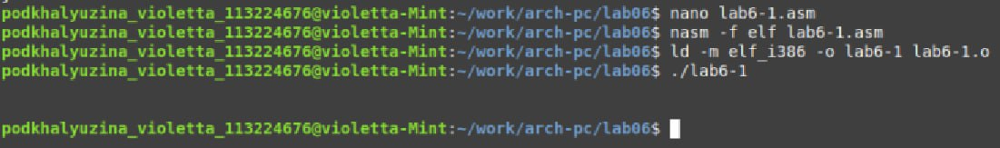 podkhalyuzina_violetta_113224676@violetta-Mint:~/work/arch-pc/lab06$ nano lab6-1.asm
podkhalyuzina_violetta_113224676@violetta-Mint:~/work/arch-pc/lab06$ nasm -f elf lab6-1.asm
podkhalyuzina_violetta_113224676@violetta-Mint:~/work/arch-pc/lab06$ ld -m elf_i386 -o lab6-1 lab6-1.o
podkhalyuzina_violetta_113224676@violetta-Mint:~/work/arch-pc/lab06$ ./lab6-1
podkhalyuzina_violetta_113224676@violetta-Mint:~/work/arch-pc/lab06$